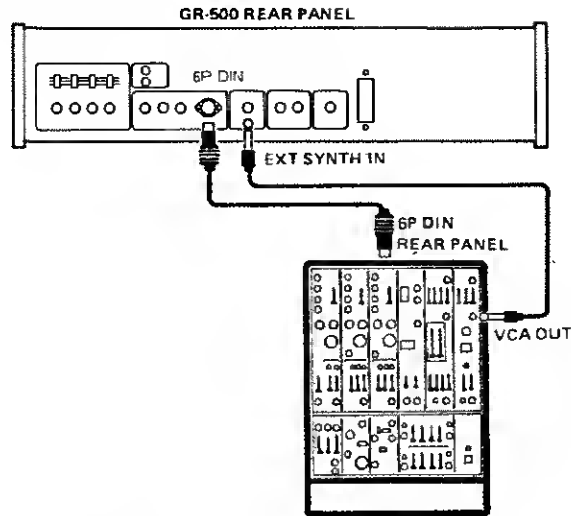 GR-500 REAR PANEL
6P DIN
EXT SYNTH IN
6P DIN
REAR PANEL
VCA OUT